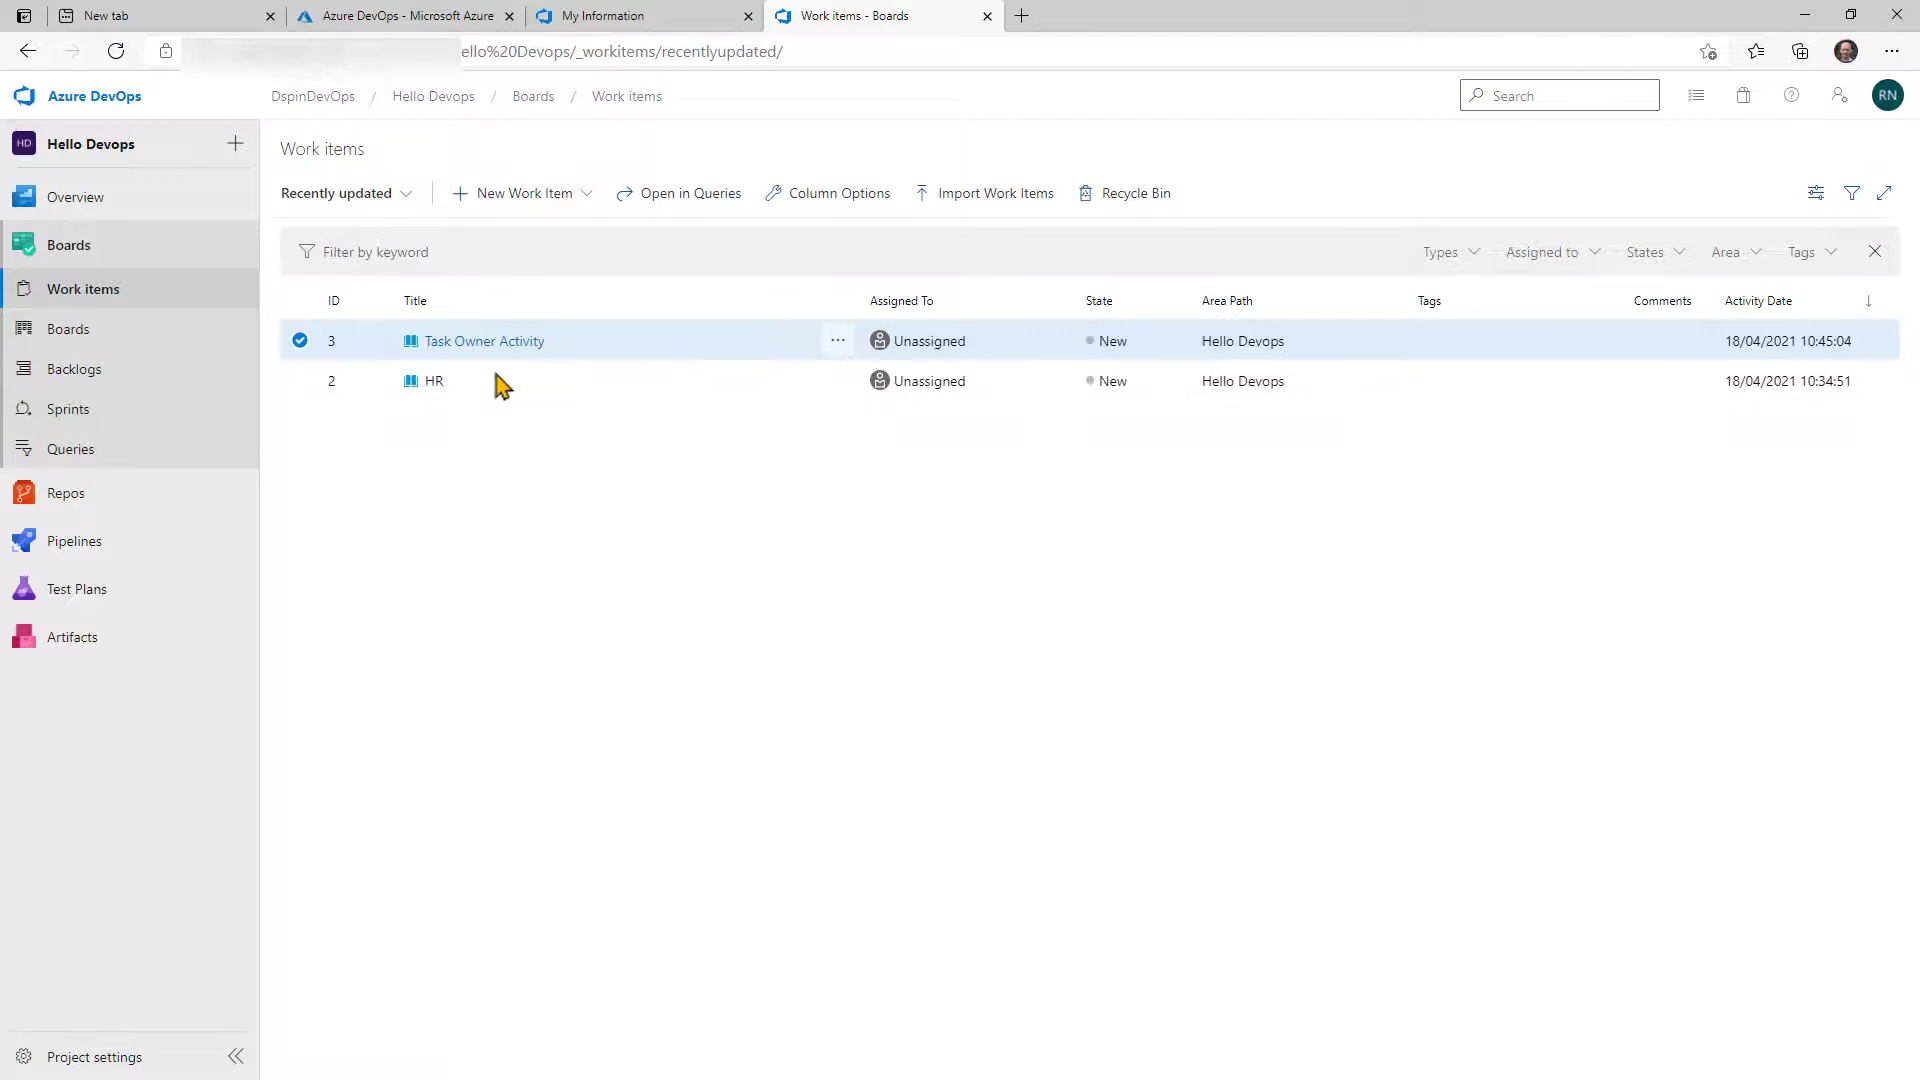 New tab
Azure DevOps - Microsoft Azure
My Information
Work items - Boards
ello%20Devops/_workitems/recentlyupdated/
Azure DevOps
DspinDevOps / Hello Devops / Boards / Work items
Search
RN
HD Hello Devops
Overview
Boards
Work items
Boards
Backlogs
Sprints
Queries
Repos
Pipelines
Test Plans
Artifacts
Project settings
Work items
Recently updated New Work Item Open in Queries Column Options Import Work Items Recycle Bin
Filter by keyword Types Assigned to States Area Tags
ID Title Assigned To State Area Path Tags Comments Activity Date
3 Task Owner Activity Unassigned New Hello Devops 18/04/2021 10:45:04
2 HR Unassigned New Hello Devops 18/04/2021 10:34:51